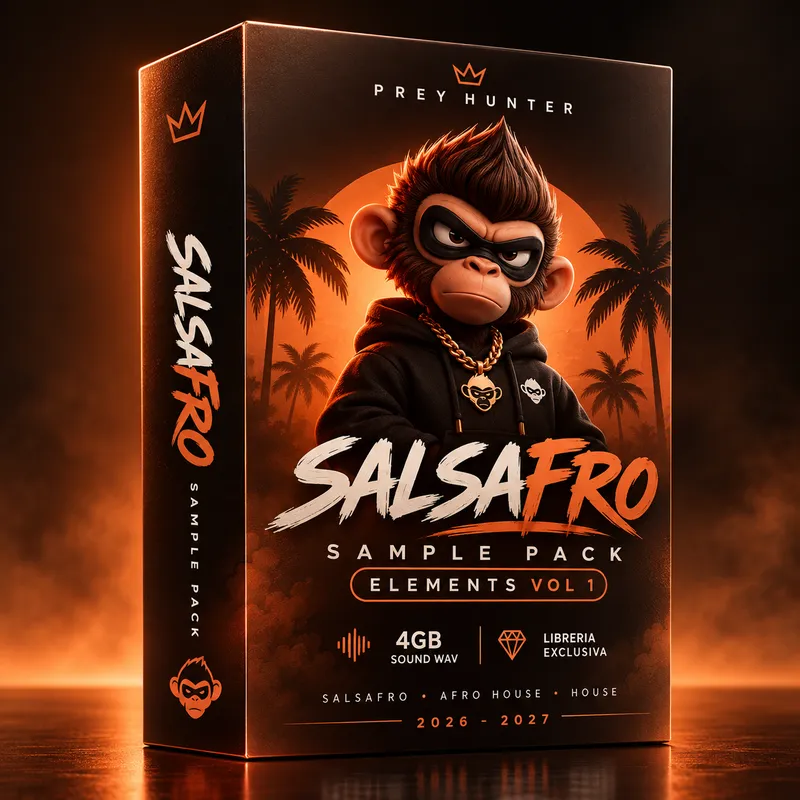 PREY HUNTER
SALSAFRO
SAMPLE PACK
ELEMENTS VOL 1
4GB
SOUND WAV
LIBRERIA
EXCLUSIVA
SALSAFRO • AFRO HOUSE • HOUSE
2026 - 2027
SALSAFRO
SAMPLE PACK